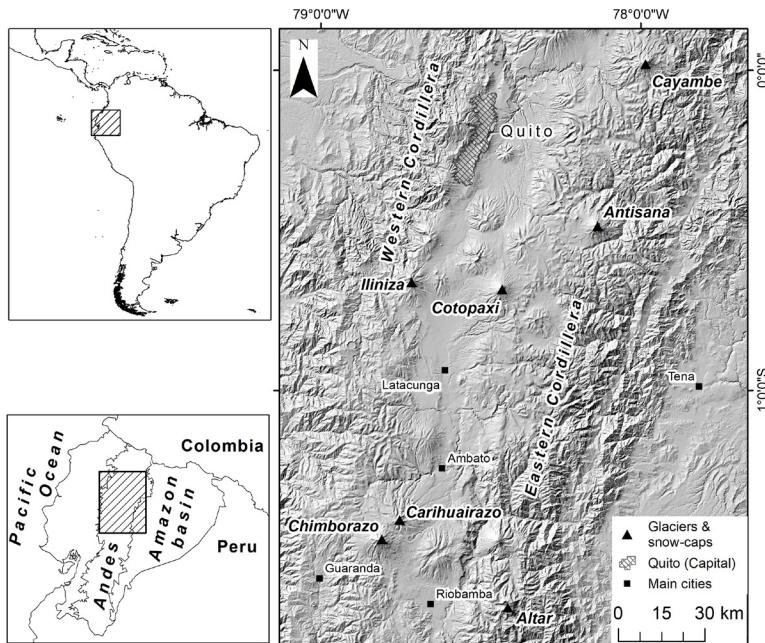 79°0'0"W
78°0'0"W
N
0°0'0"
Cayambe
Western Cordillera
Quito
Antisana
Iliniza
Cotopaxi
Eastern Cordillera
Latacunga
Tena
1°0'0"S
Ambato
Carihuairazo
Chimborazo
Guaranda
Riobamba
Altar
Glaciers &
snow-caps
Quito (Capital)
Main cities
0 15 30 km
Colombia
Pacific
Ocean
Andes
Amazon
basin
Peru